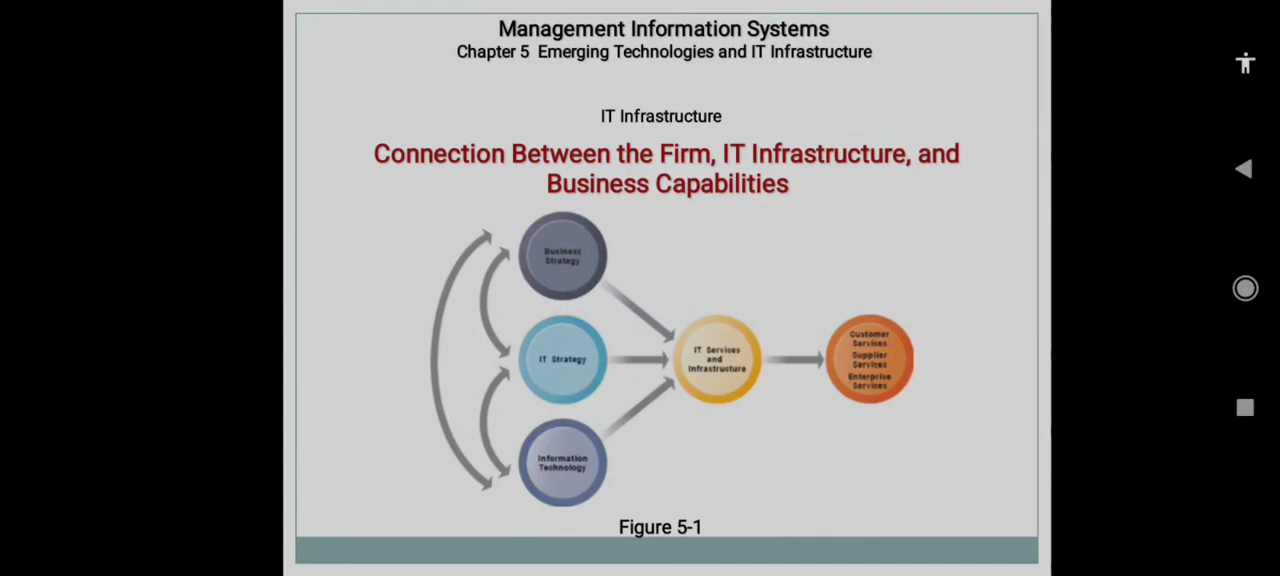 Management Information Systems
Chapter 5 Emerging Technologies and IT Infrastructure
IT Infrastructure
Connection Between the Firm, IT Infrastructure, and
Business Capabilities
Business
Strategy
IT Strategy
Information
Technology
IT Services
and
Infrastructure
Customer
Services
Supplier
Services
Enterprise
Services
Figure 5-1